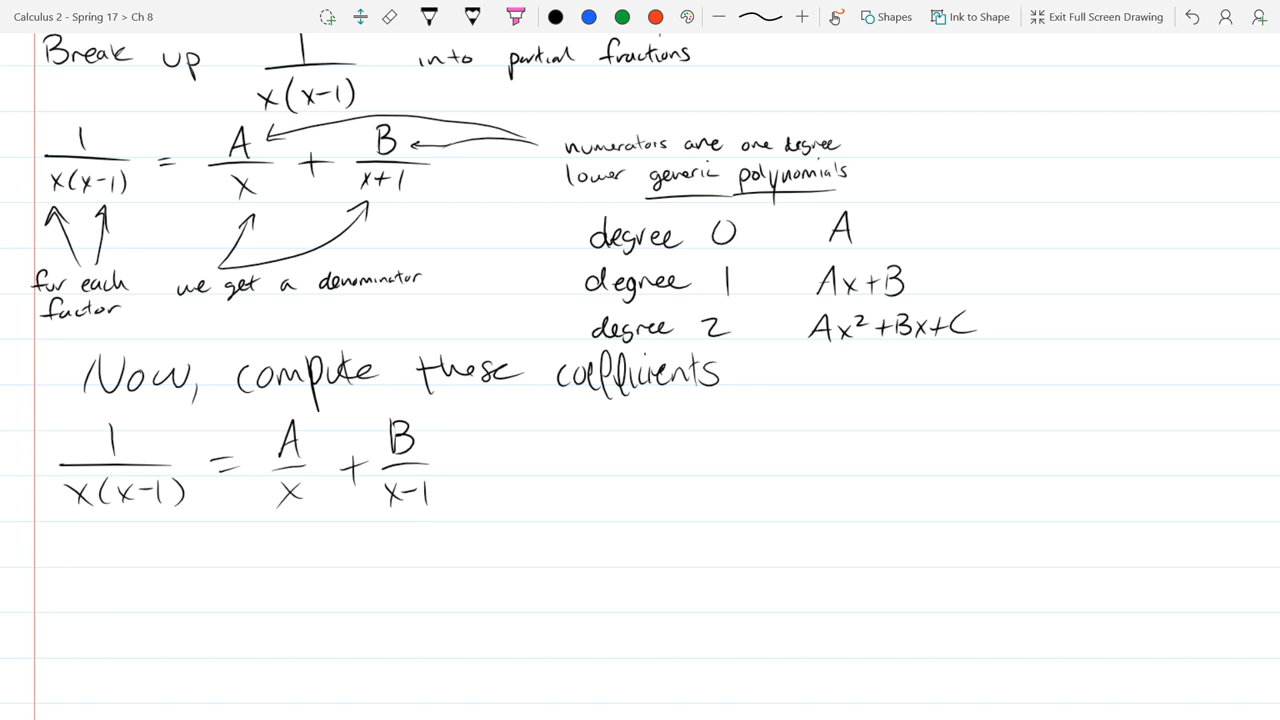 Calculus 2 - Spring 17 > Ch 8
Shapes
Ink to Shape
Exit Full Screen Drawing
Break up 1/(x(x-1)) into partial fractions
1/(x(x-1)) = A/x + B/(x+1)
numerators are one degree
lower generic polynomials
for each
factor
we get a denominator
degree 0 A
degree 1 Ax+B
degree 2 Ax²+Bx+C
Now, compute these coefficients
1/(x(x-1)) = A/x + B/(x-1)